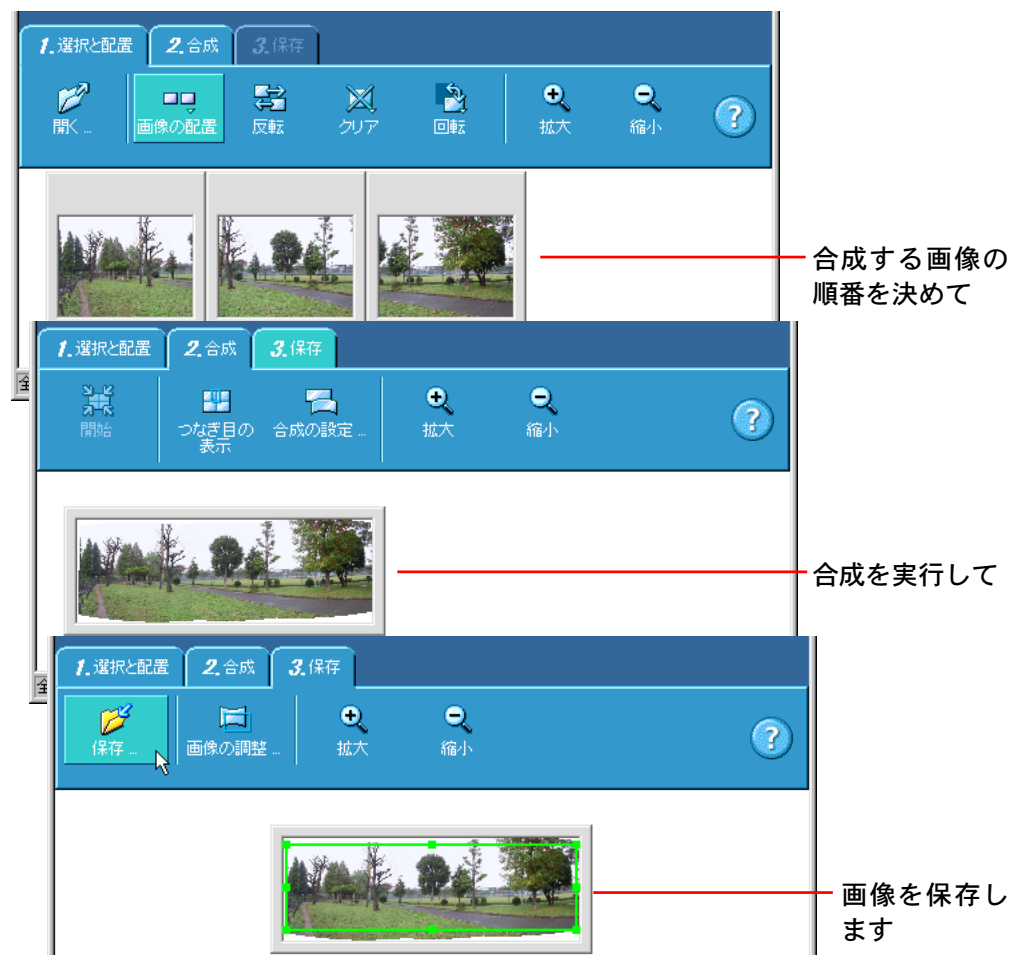 1.選択と配置 2.合成 3.保存
開く... 画像の配置 反転 クリア 回転 拡大 縮小 ?
合成する画像の
順番を決めて
1.選択と配置 2.合成 3.保存
全
開始 つなぎ目の 合成の設定... 拡大 縮小 ?
表示
合成を実行して
1.選択と配置 2.合成 3.保存
全
保存... 画像の調整... 拡大 縮小 ?
画像を保存し
ます